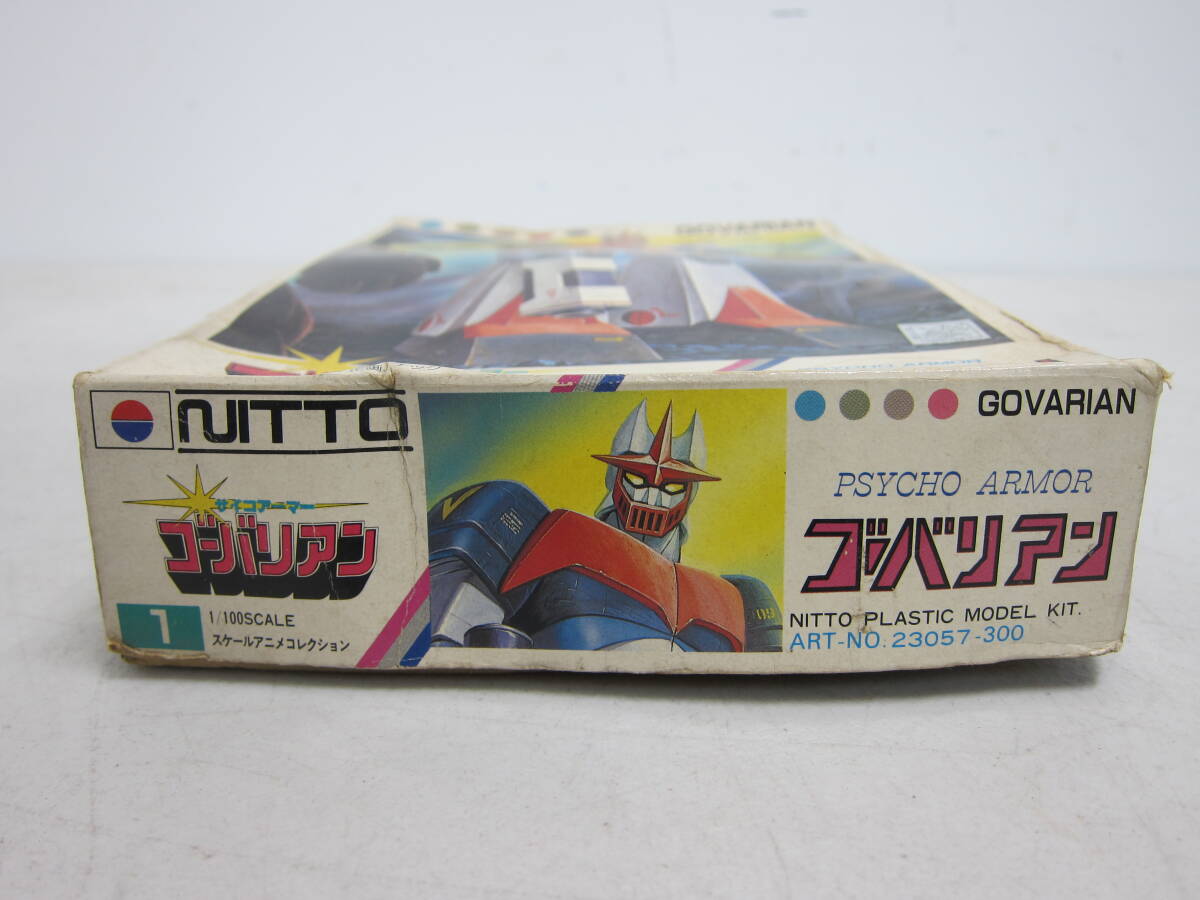 GOVARIAN
PSYCHO ARMOR
NITTO
サイコアーマー
ゴーバリアン
1
1/100SCALE
スケールアニメコレクション
GOVARIAN
PSYCHO ARMOR
ゴーバリアン
NITTO PLASTIC MODEL KIT.
ART-NO. 23057-300